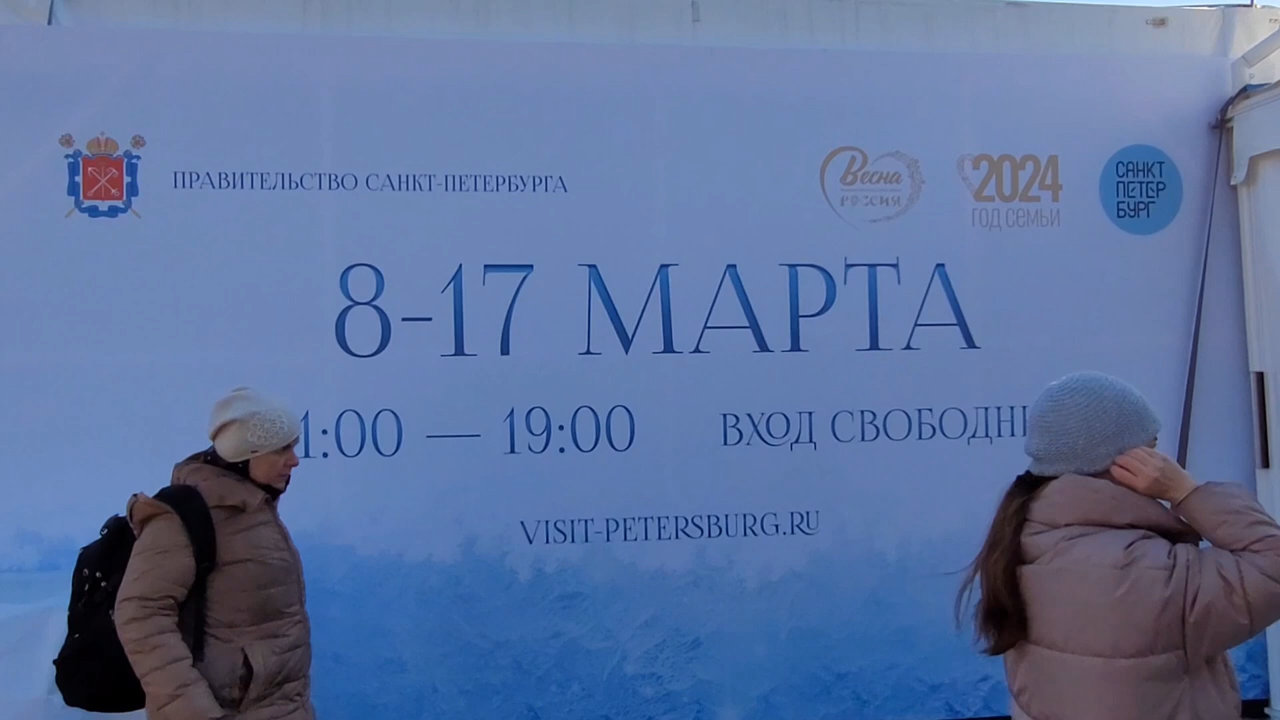 ПРАВИТЕЛЬСТВО САНКТ-ПЕТЕРБУРГА
Весна
РОССИЯ
2024
ГОД СЕМЬИ
САНКТ
ПЕТЕР
БУРГ
8-17 МАРТА
1:00 — 19:00 ВХОД СВОБОДН
VISIT-PETERSBURG.RU